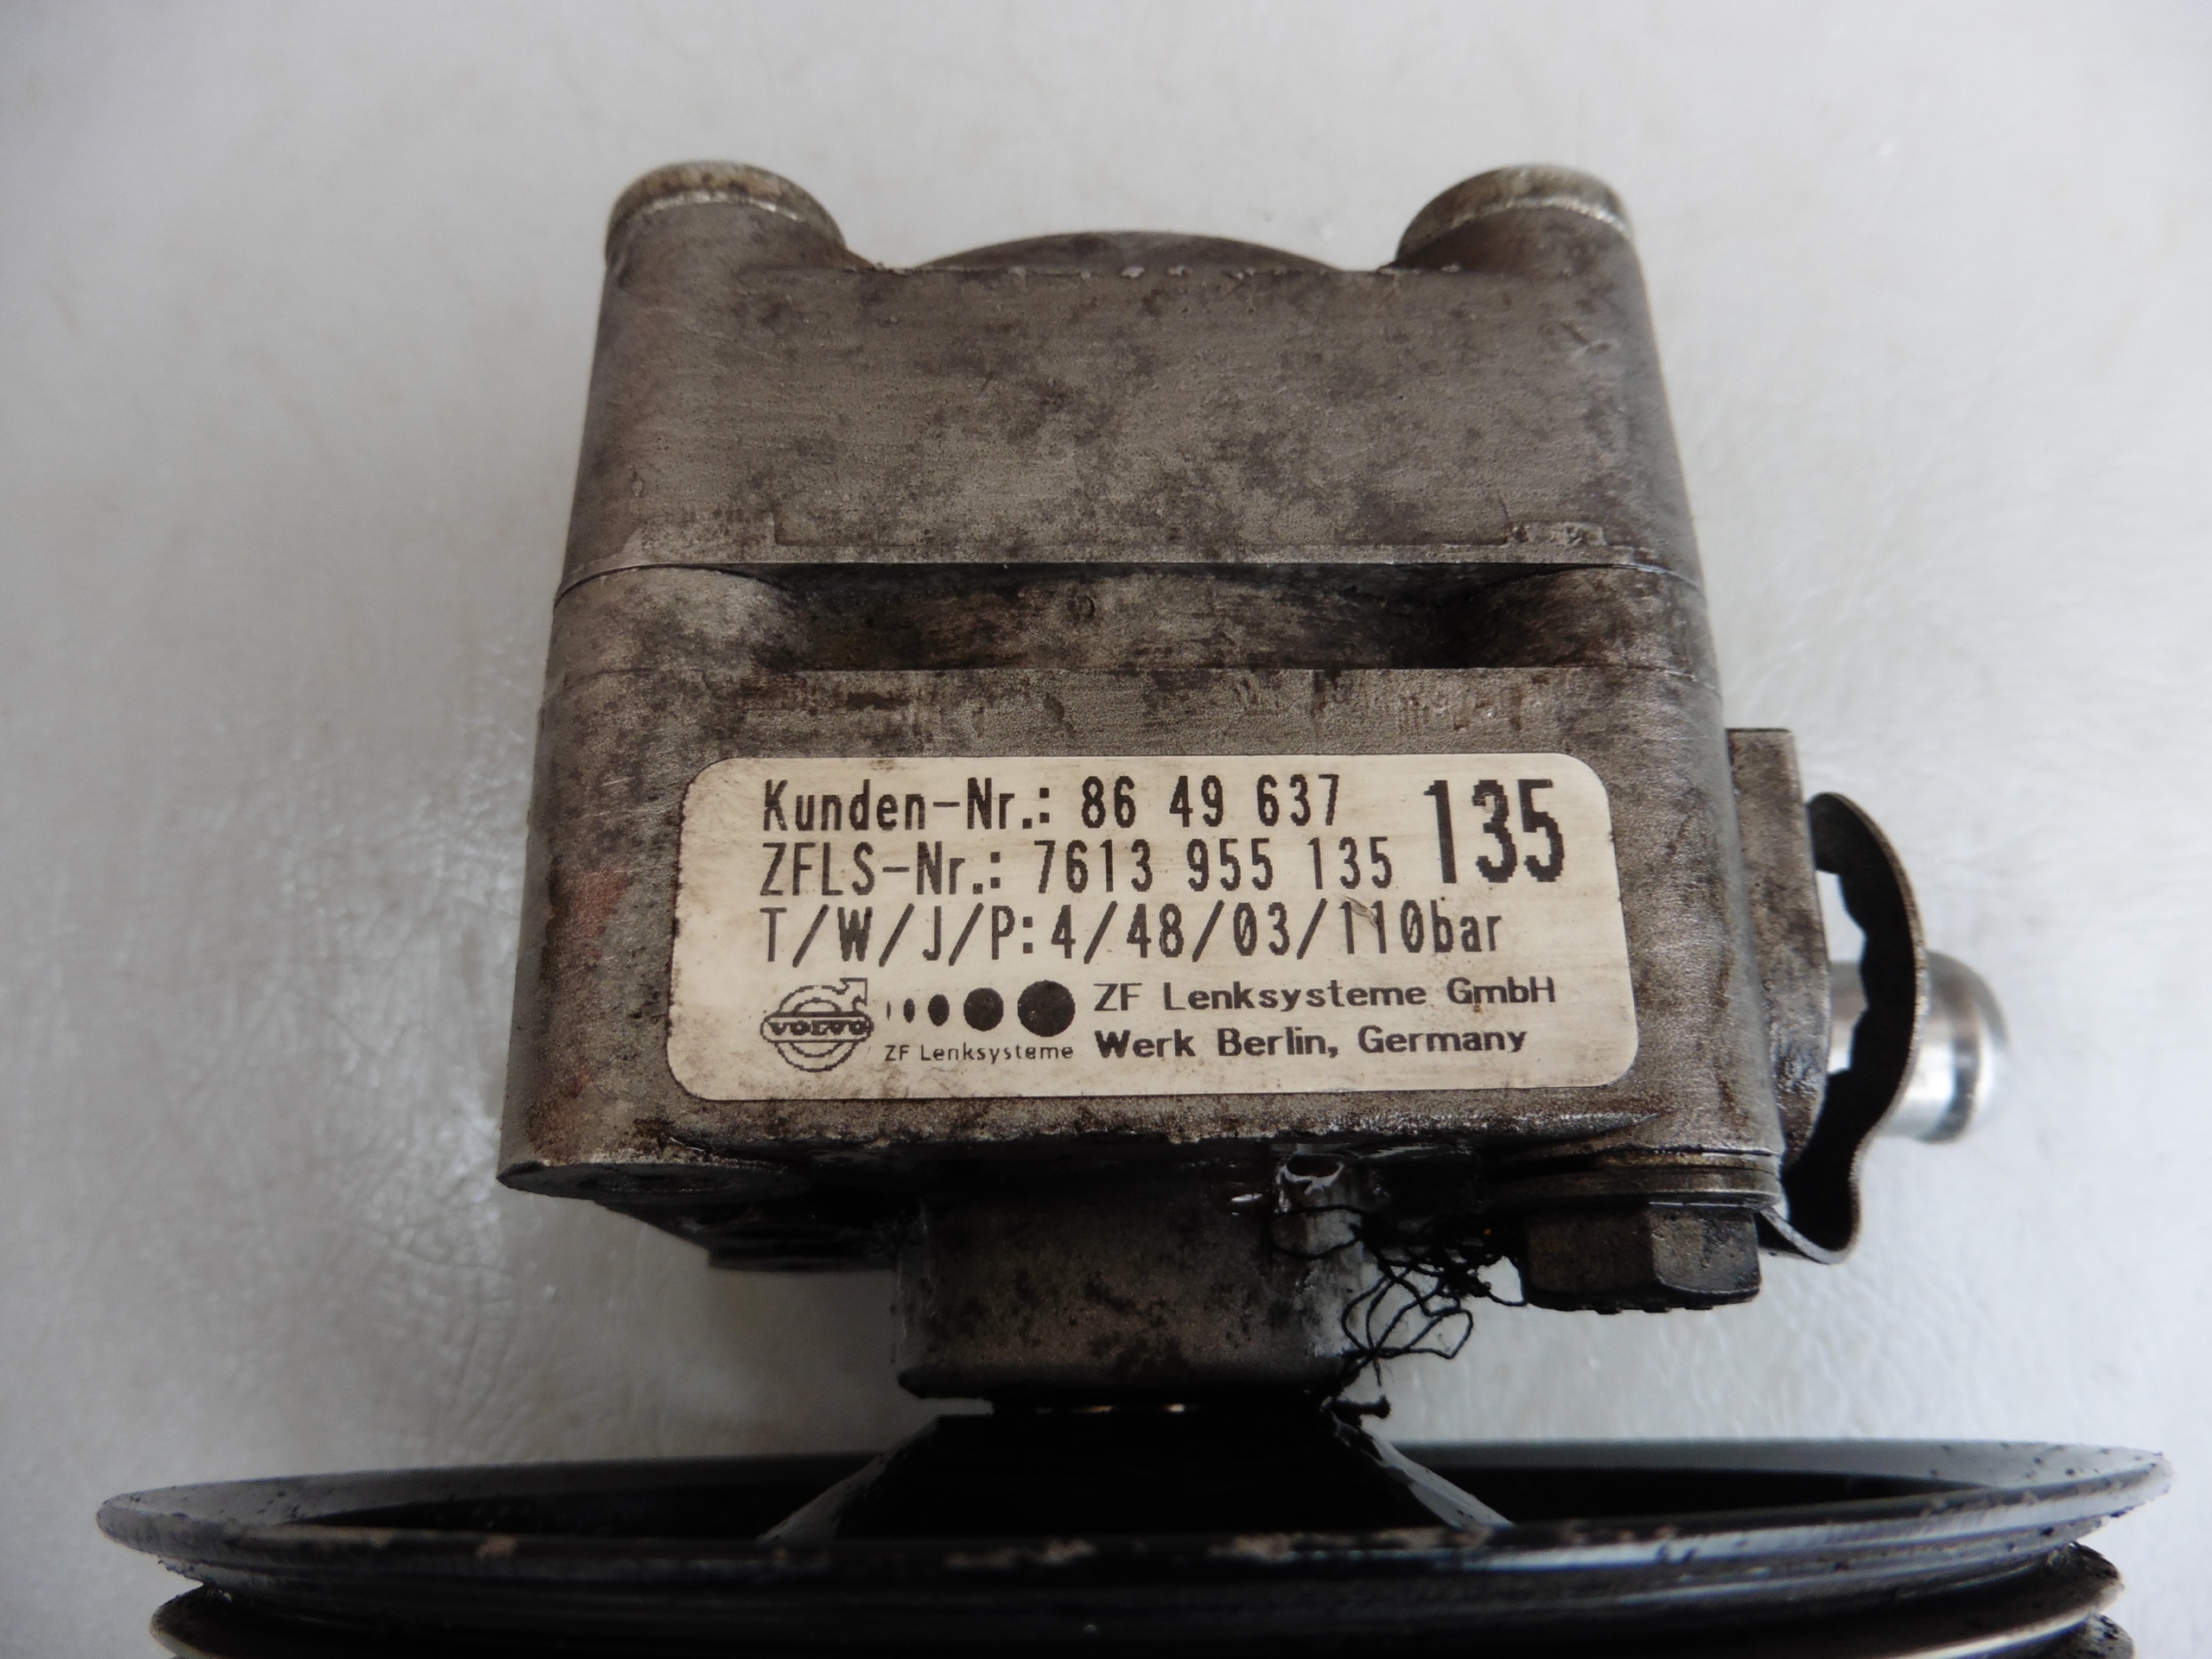 Kunden-Nr.: 86 49 637 135
ZFLS-Nr.: 7613 955 135
T/W/J/P: 4/48/03/110bar
VOLVO
ZF Lenksysteme
ZF Lenksysteme GmbH
Werk Berlin, Germany